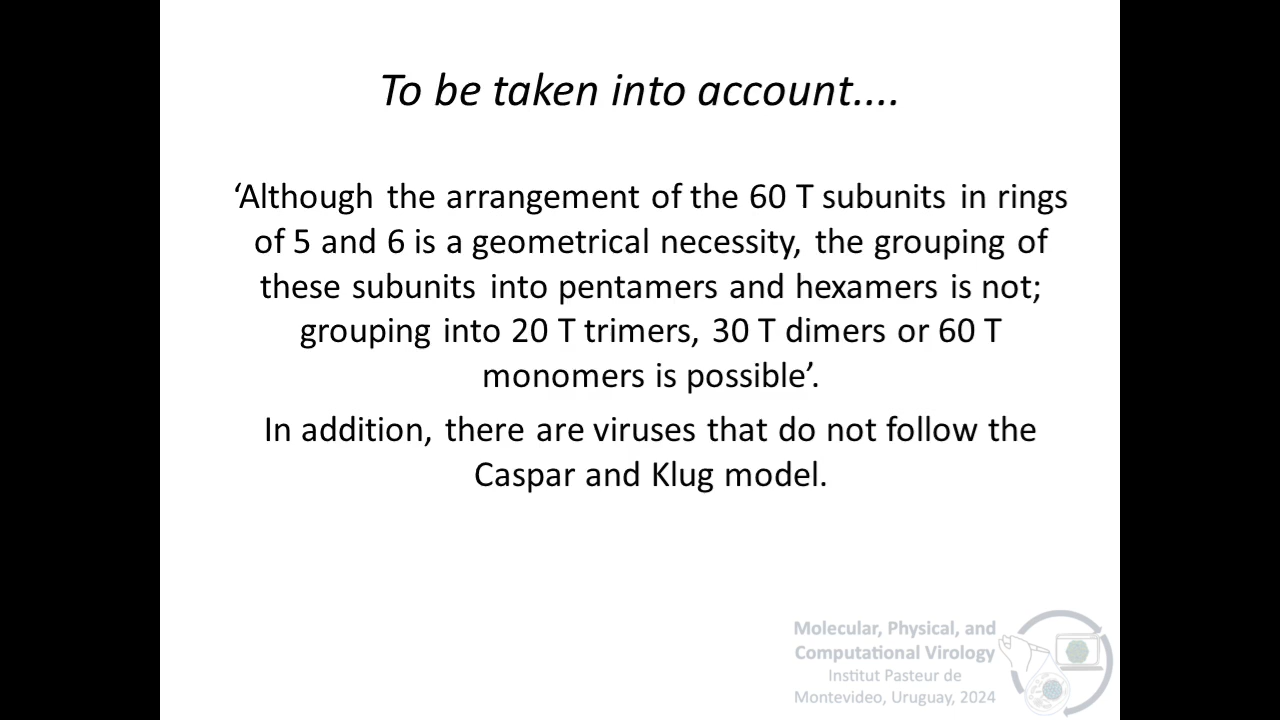 To be taken into account....
‘Although the arrangement of the 60 T subunits in rings
of 5 and 6 is a geometrical necessity, the grouping of
these subunits into pentamers and hexamers is not;
grouping into 20 T trimers, 30 T dimers or 60 T
monomers is possible’.
In addition, there are viruses that do not follow the
Caspar and Klug model.
Molecular, Physical, and
Computational Virology
Institut Pasteur de
Montevideo, Uruguay, 2024